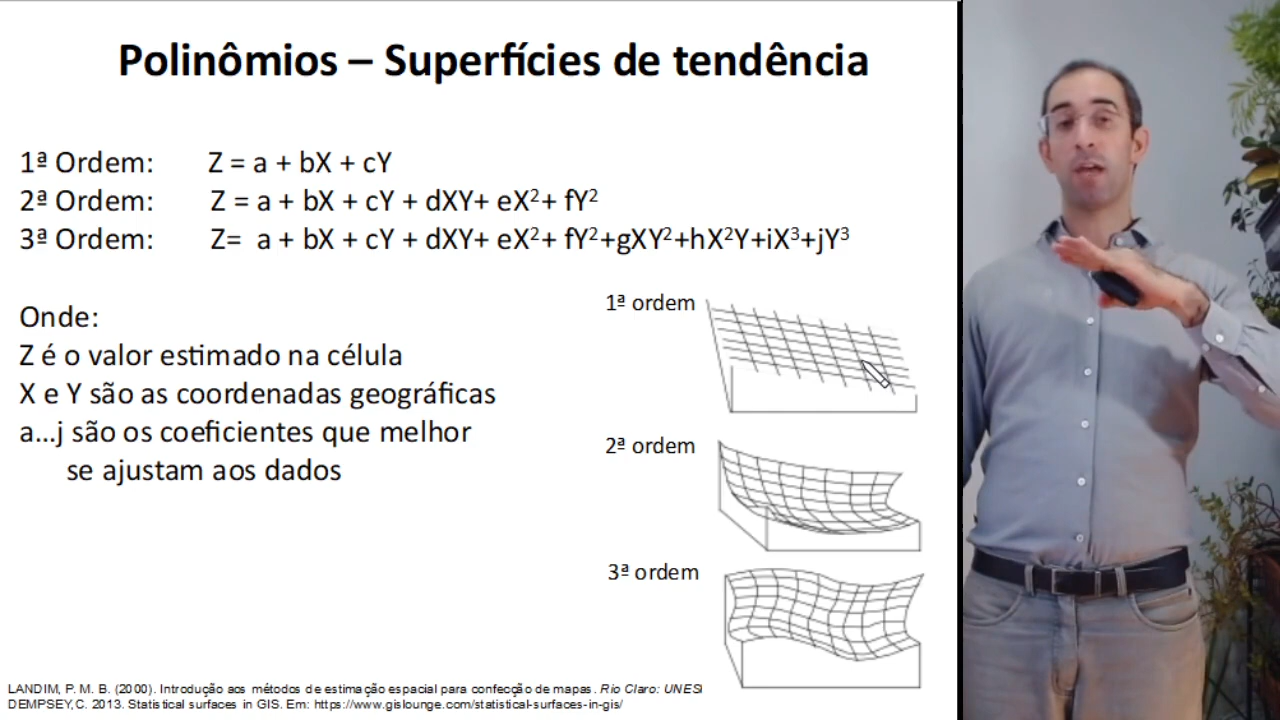 Polinômios – Superfícies de tendência
1ª Ordem: Z = a + bX + cY
2ª Ordem: Z = a + bX + cY + dXY+ eX²+ fY²
3ª Ordem: Z= a + bX + cY + dXY+ eX²+ fY²+gXY²+hX²Y+iX³+jY³
Onde:
Z é o valor estimado na célula
X e Y são as coordenadas geográficas
a...j são os coeficientes que melhor
se ajustam aos dados
1ª ordem
2ª ordem
3ª ordem
LANDIM, P. M. B. (2000). Introdução aos métodos de estimação espacial para confecção de mapas. Rio Claro: UNESI
DEMPSEY,C. 2013. Statistical surfaces in GIS. Em: https://www.gislounge.com/statistical-surfaces-in-gis/